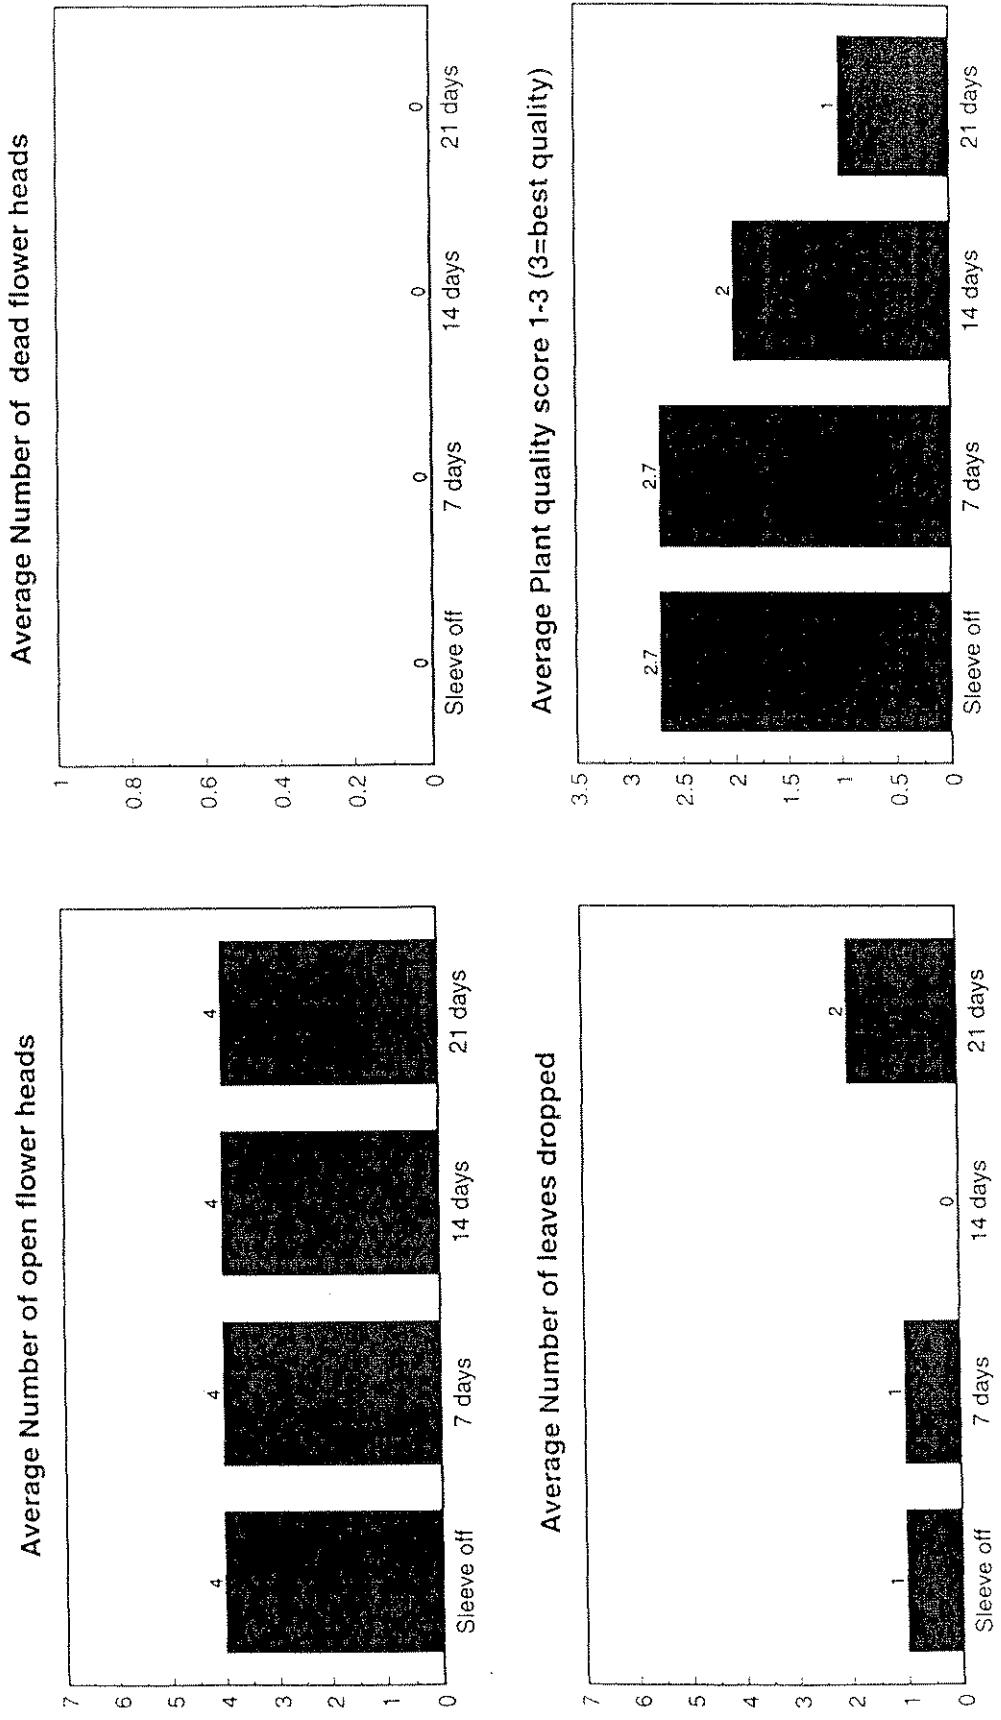 Average Number of open flower heads
7
6
5
4
3
2
1
0
4
4
4
4
Sleeve off
7 days
14 days
21 days
Average Number of dead flower heads
1
0.8
0.6
0.4
0.2
0
0
0
0
0
Sleeve off
7 days
14 days
21 days
Average Number of leaves dropped
7
6
5
4
3
2
1
0
1
1
0
2
Sleeve off
7 days
14 days
21 days
Average Plant quality score 1-3 (3=best quality)
3.5
3
2.5
2
1.5
1
0.5
0
2.7
2.7
2
1
Sleeve off
7 days
14 days
21 days